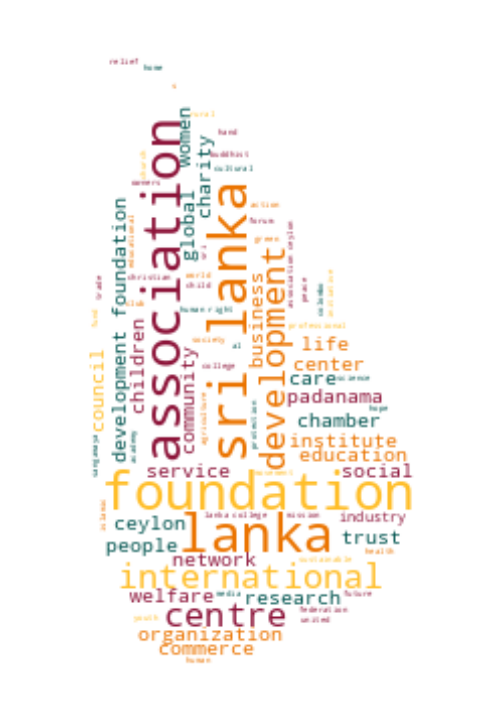 relief
home
rural
hand
women
association
church
buddhist
charity
cultural
owners
sri lanka
global
development foundation
action
forum
educational
green
development
association ceylon
sri
christian
world
child
trade
peace
colombo
business
club
human right
fund
professional
children
society
al
life
community
college
council
center
care
science
padanama
agriculture
hope
protection
chamber
academy
sangamaya
institute
education
service
movement
social
foundation
islamic
lanka college
mission
industry
ceylon
lanka
trust
people
health
network
sustainable
international
welfare
media
research
future
centre
federation
youth
united
organization
commerce
human